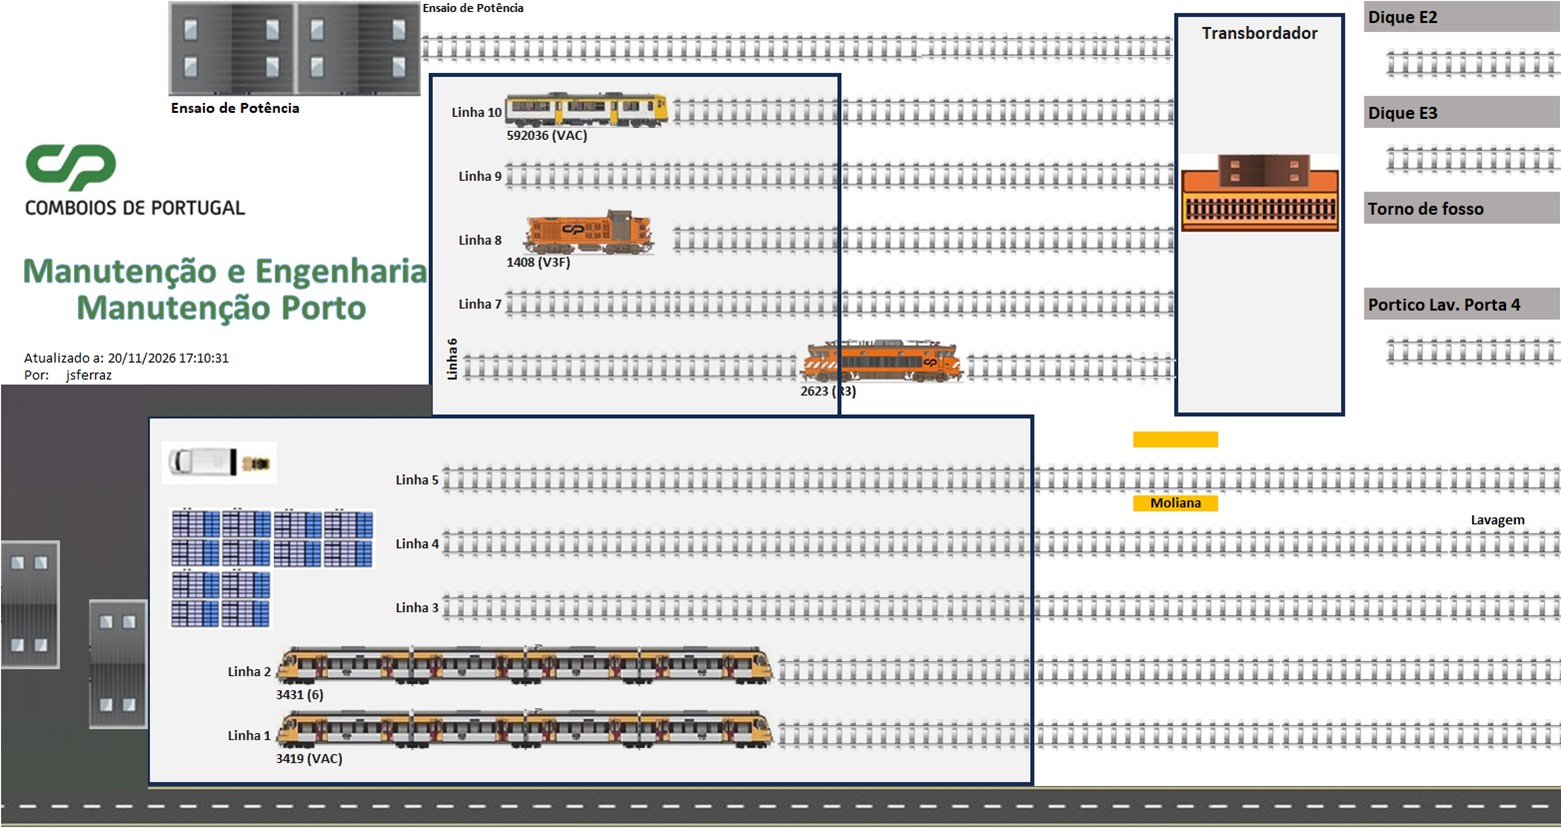 Ensaio de Potência
Ensaio de Potência
Transbordador
Dique E2
Linha 10
592036 (VAC)
Dique E3
CP
COMBOIOS DE PORTUGAL
Linha 9
Torno de fosso
Linha 8
1408 (V3F)
Manutenção e Engenharia
Manutenção Porto
Linha 7
Portico Lav. Porta 4
Atualizado a: 20/11/2026 17:10:31
Por: jsferraz
Linha 6
2623 (R3)
Linha 5
Moliana
Lavagem
Linha 4
Linha 3
Linha 2
3431 (6)
Linha 1
3419 (VAC)